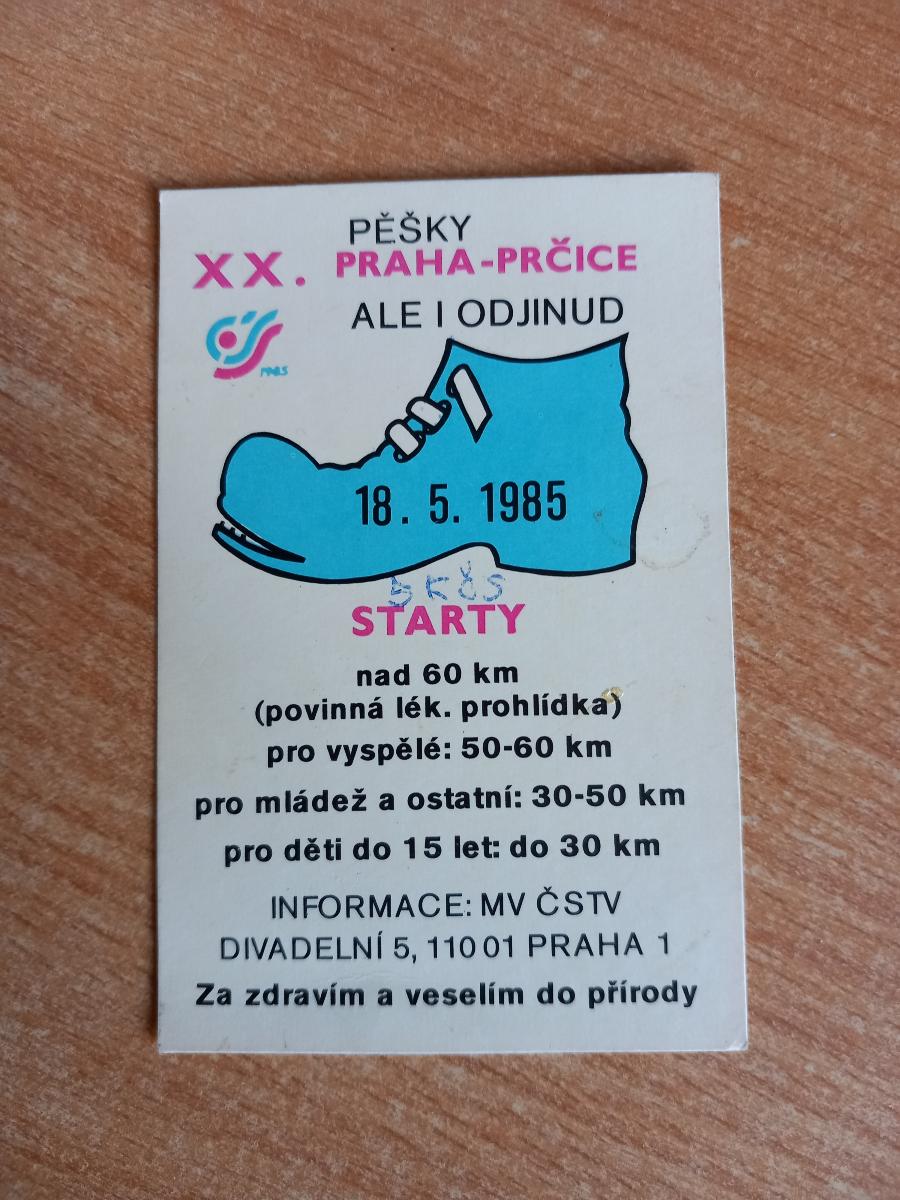 PĚŠKY
XX. PRAHA-PRČICE
ALE I ODJINUD
18. 5. 1985
5 KČS
STARTY
nad 60 km
(povinná lék. prohlídka)
pro vyspělé: 50-60 km
pro mládež a ostatní: 30-50 km
pro děti do 15 let: do 30 km
INFORMACE: MV ČSTV
DIVADELNÍ 5, 110 01 PRAHA 1
Za zdravím a veselím do přírody